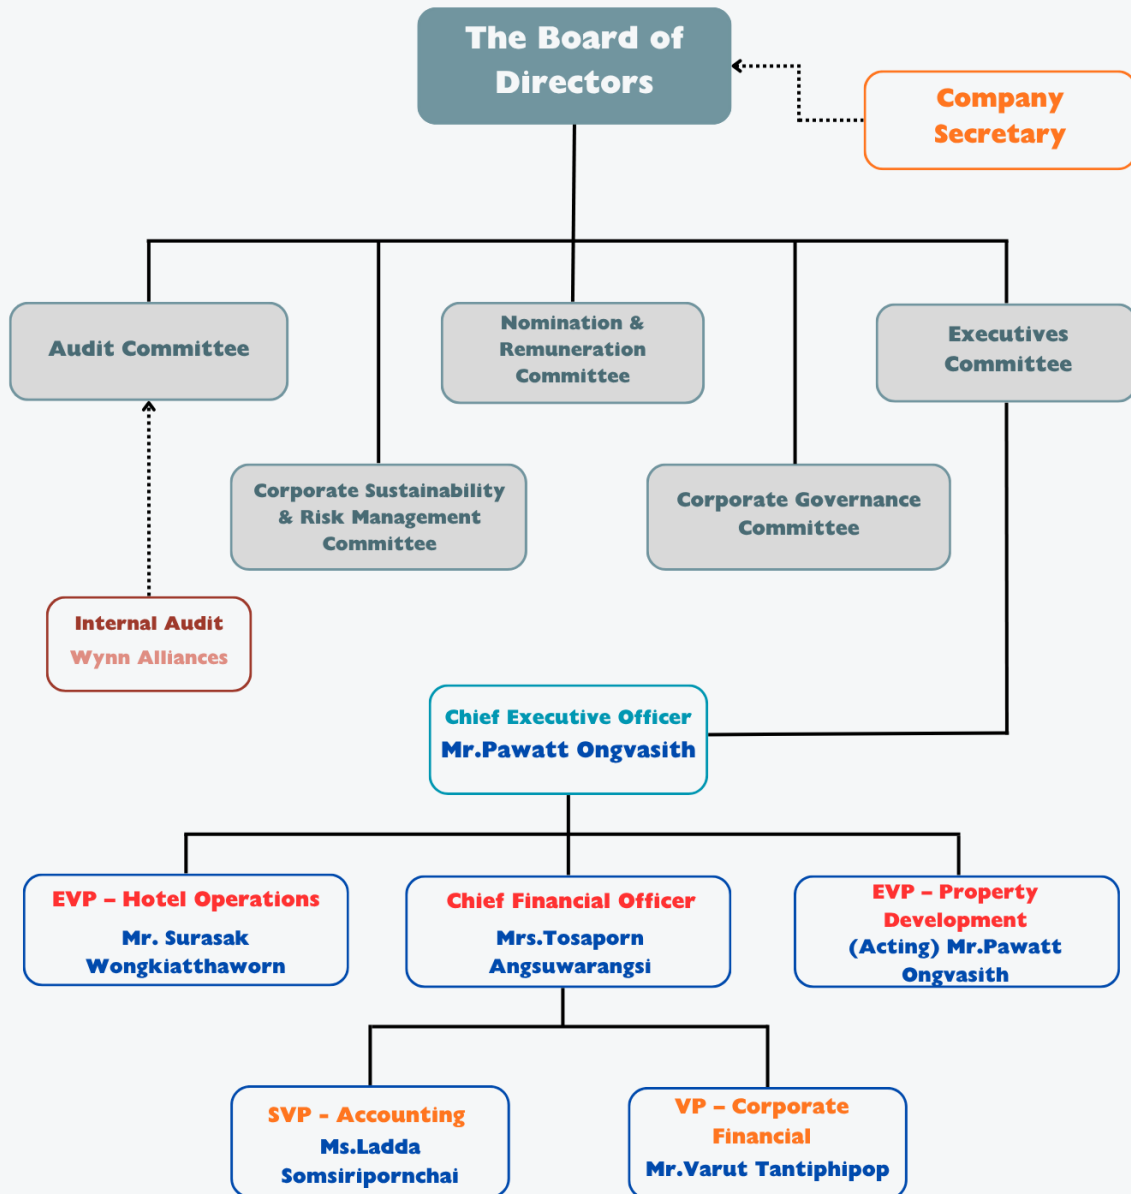 The Board of
Directors
Company
Secretary
Audit Committee
Nomination &
Remuneration
Committee
Executives
Committee
Corporate Sustainability
& Risk Management
Committee
Corporate Governance
Committee
Internal Audit
Wynn Alliances
Chief Executive Officer
Mr.Pawatt Ongvasith
EVP – Hotel Operations
Mr. Surasak
Wongkiatthaworn
Chief Financial Officer
Mrs.Tosaporn
Angsuwarangsi
EVP – Property
Development
(Acting) Mr.Pawatt
Ongvasith
SVP - Accounting
Ms.Ladda
Somsiripornchai
VP – Corporate
Financial
Mr.Varut Tantiphipop